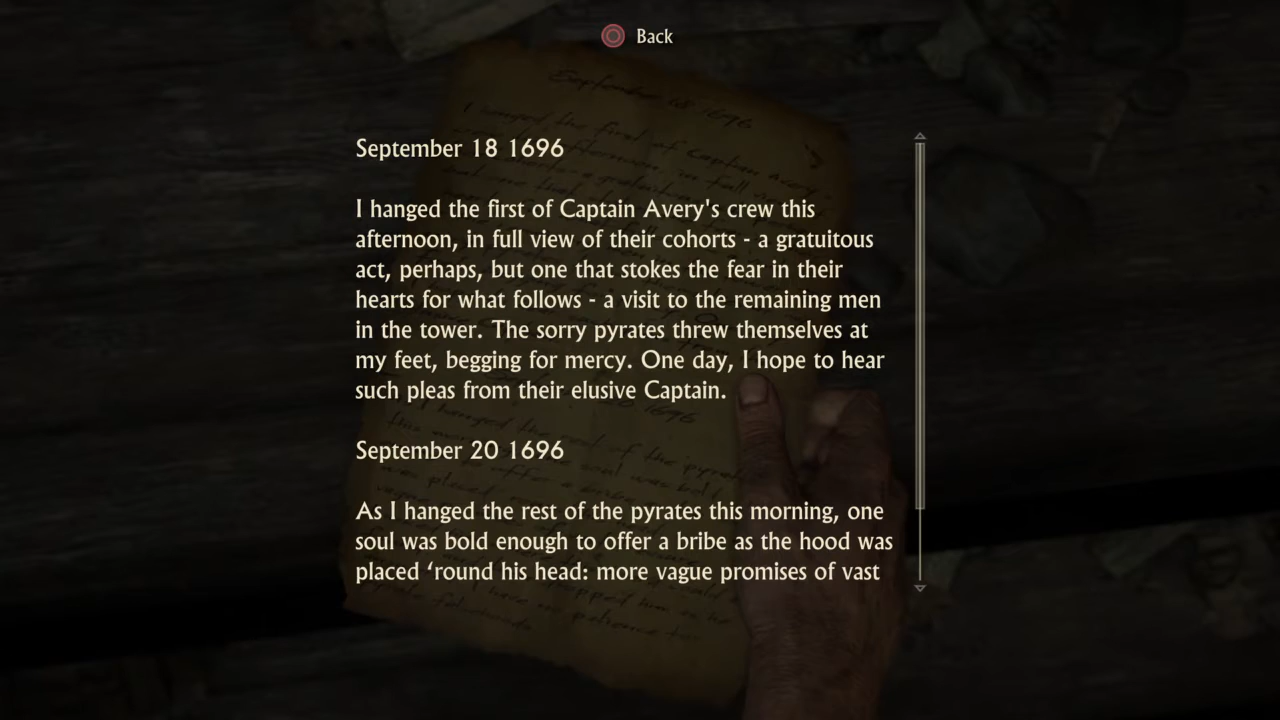 Back
September 18 1696
I hanged the first of Captain Avery's crew this
afternoon, in full view of their cohorts - a gratuitous
act, perhaps, but one that stokes the fear in their
hearts for what follows - a visit to the remaining men
in the tower. The sorry pyrates threw themselves at
my feet, begging for mercy. One day, I hope to hear
such pleas from their elusive Captain.
September 20 1696
As I hanged the rest of the pyrates this morning, one
soul was bold enough to offer a bribe as the hood was
placed ‘round his head: more vague promises of vast